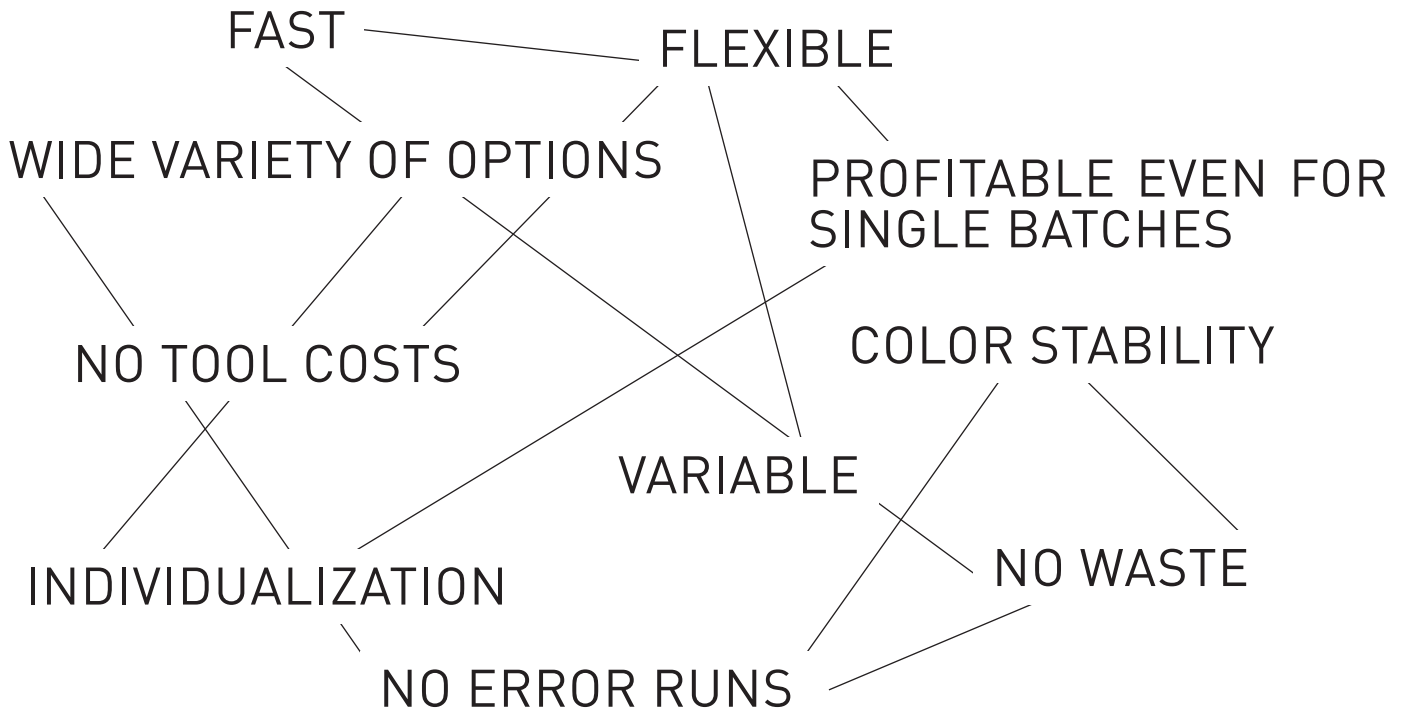 FAST
FLEXIBLE
WIDE VARIETY OF OPTIONS
PROFITABLE EVEN FOR
SINGLE BATCHES
NO TOOL COSTS
COLOR STABILITY
VARIABLE
INDIVIDUALIZATION
NO WASTE
NO ERROR RUNS